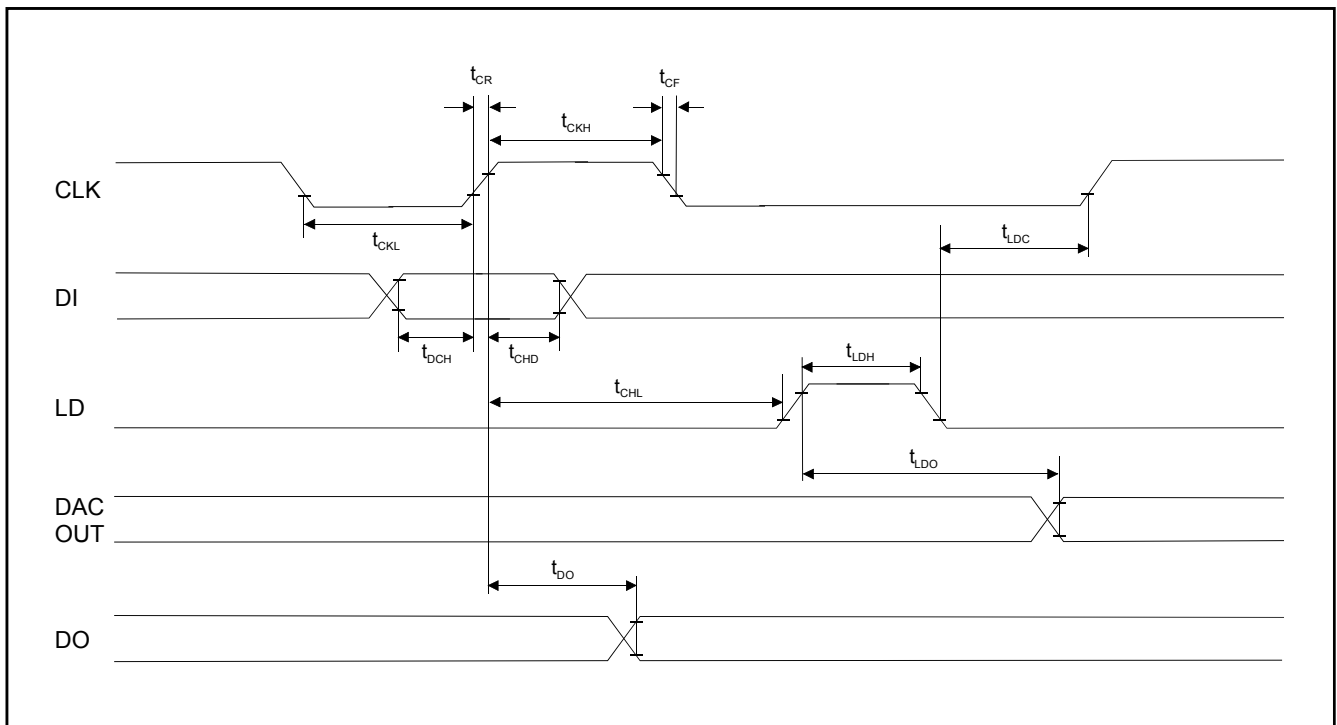 tCR
tCF
tCKH
CLK
tCKL
tLDC
DI
tDCH
tCHD
tLDH
tCHL
LD
tLDO
DAC
OUT
tDO
DO